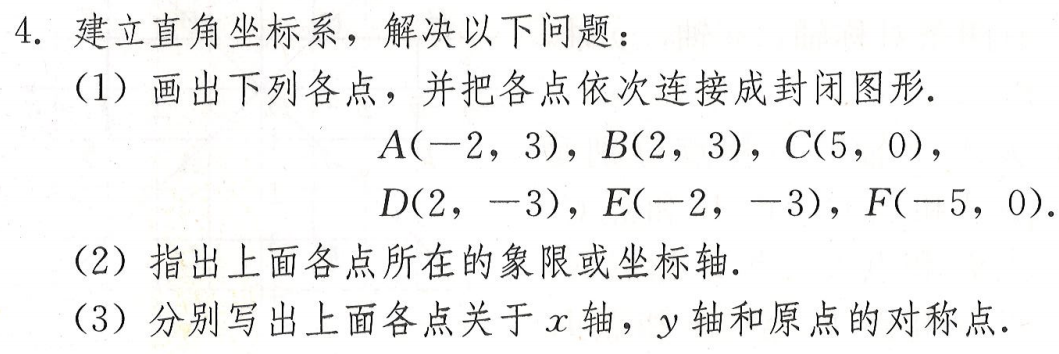 4. 建立直角坐标系，解决以下问题：
(1) 画出下列各点，并把各点依次连接成封闭图形.
A(－2，3)，B(2，3)，C(5，0)，
D(2，－3)，E(－2，－3)，F(－5，0).
(2) 指出上面各点所在的象限或坐标轴.
(3) 分别写出上面各点关于 x 轴，y 轴和原点的对称点.